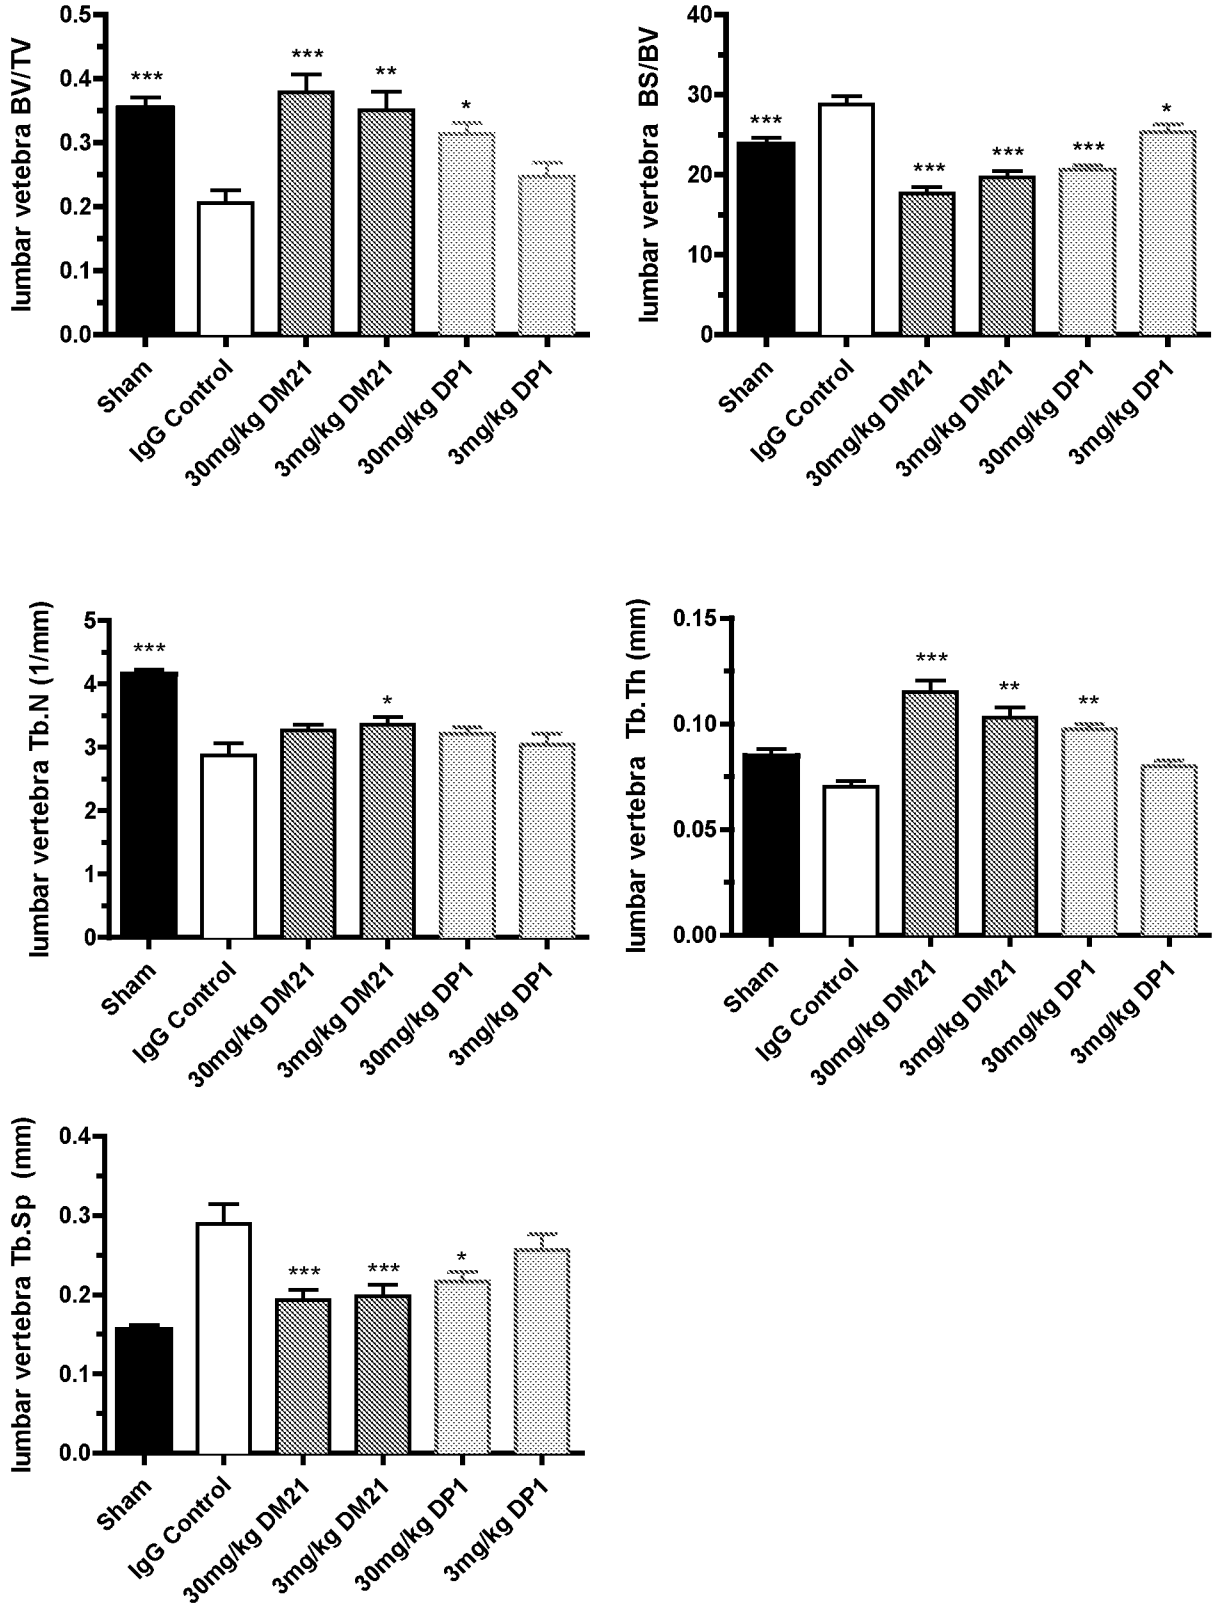 lumbar vetebra BV/TV
0.5
0.4
0.3
0.2
0.1
0.0
***
***
**
*
Sham
IgG Control
30mg/kg DM21
3mg/kg DM21
30mg/kg DP1
3mg/kg DP1
lumbar vertebra BS/BV
40
30
20
10
0
***
***
***
***
*
Sham
IgG Control
30mg/kg DM21
3mg/kg DM21
30mg/kg DP1
3mg/kg DP1
lumbar vertebra Tb.N (1/mm)
5
4
3
2
1
0
***
*
Sham
IgG Control
30mg/kg DM21
3mg/kg DM21
30mg/kg DP1
3mg/kg DP1
lumbar vertebra Tb.Th (mm)
0.15
0.10
0.05
0.00
***
**
**
Sham
IgG Control
30mg/kg DM21
3mg/kg DM21
30mg/kg DP1
3mg/kg DP1
lumbar vertebra Tb.Sp (mm)
0.4
0.3
0.2
0.1
0.0
***
***
*
Sham
IgG Control
30mg/kg DM21
3mg/kg DM21
30mg/kg DP1
3mg/kg DP1